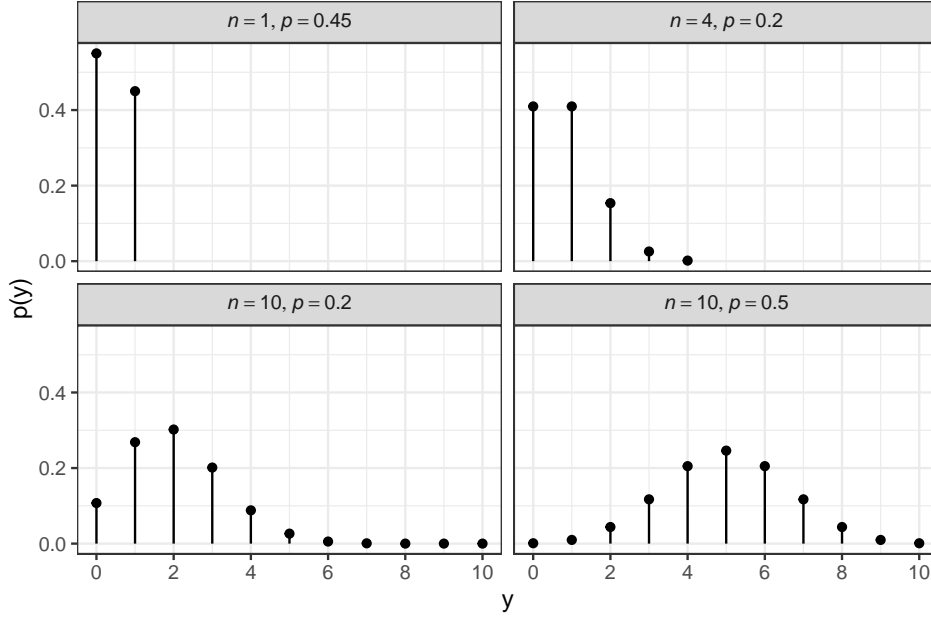 n = 1, p = 0.45
n = 4, p = 0.2
0.4
0.2
0.0
n = 10, p = 0.2
n = 10, p = 0.5
0.4
0.2
0.0
p(y)
0 2 4 6 8 10
0 2 4 6 8 10
y